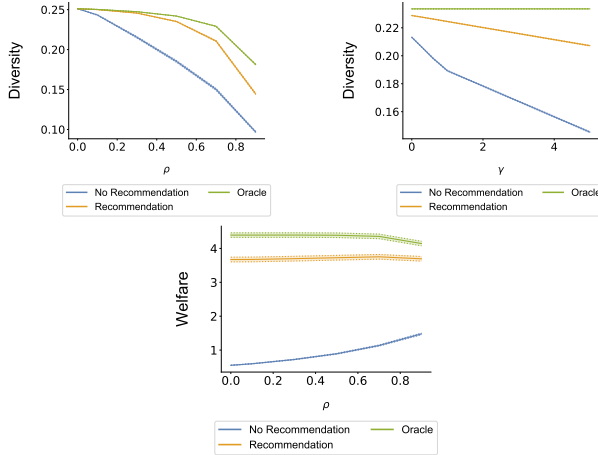 0.25
0.20
0.15
0.10
Diversity
0.0 0.2 0.4 0.6 0.8
ρ
No Recommendation Oracle
Recommendation
0.22
0.20
0.18
0.16
Diversity
0 2 4
γ
No Recommendation Oracle
Recommendation
4
3
2
1
Welfare
0.0 0.2 0.4 0.6 0.8
ρ
No Recommendation Oracle
Recommendation